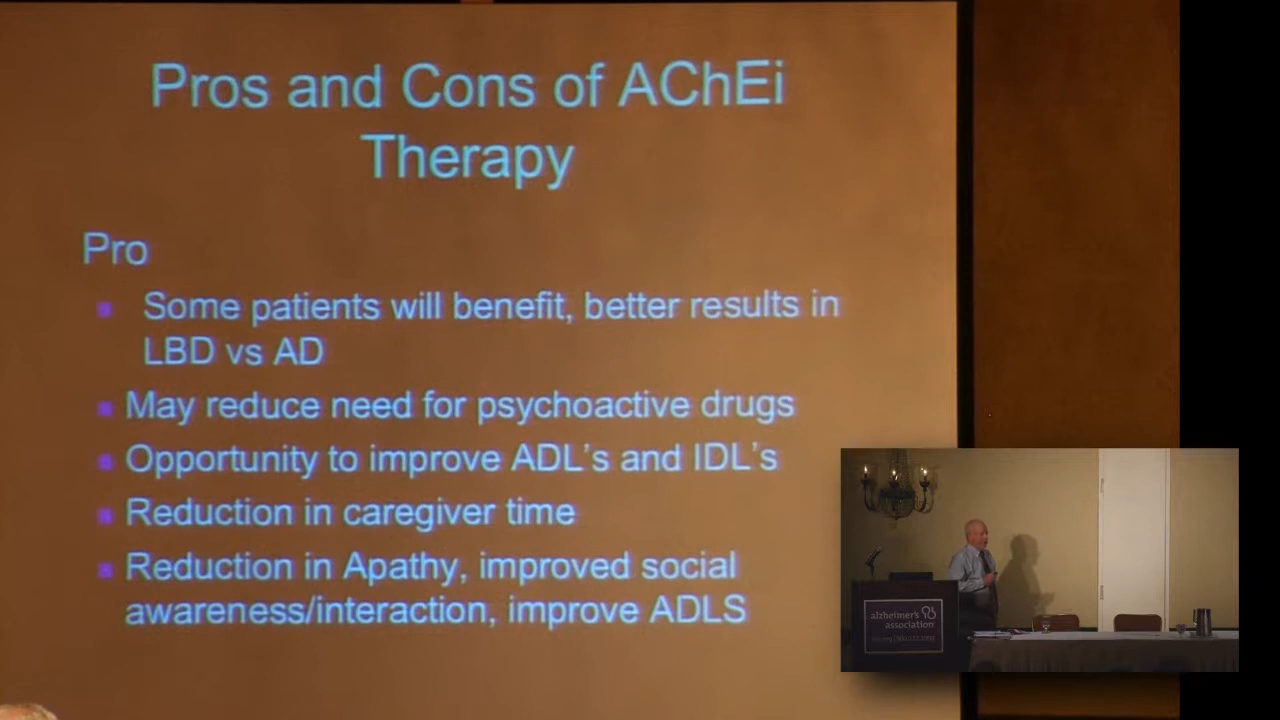 Pros and Cons of AChEi
Therapy
Pro
Some patients will benefit, better results in
LBD vs AD
May reduce need for psychoactive drugs
Opportunity to improve ADL's and IDL's
Reduction in caregiver time
Reduction in Apathy, improved social
awareness/interaction, improve ADLS
alzheimer's
association